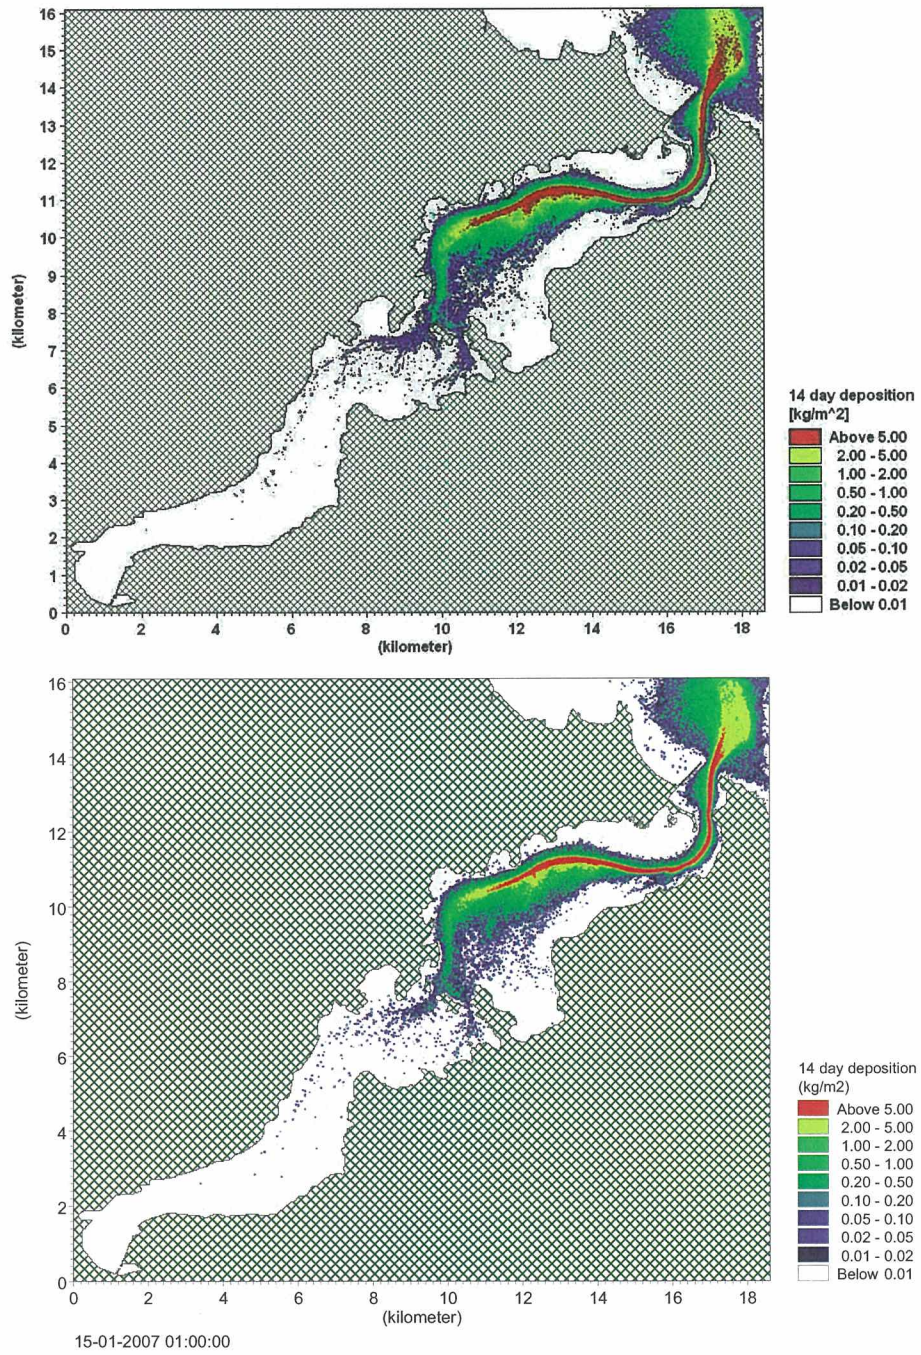 16
15
14
13
12
11
10
9
8
7
6
5
4
3
2
1
0
(kilometer)
0 2 4 6 8 10 12 14 16 18
(kilometer)
14 day deposition
[kg/m^2]
Above 5.00
2.00 - 5.00
1.00 - 2.00
0.50 - 1.00
0.20 - 0.50
0.10 - 0.20
0.05 - 0.10
0.02 - 0.05
0.01 - 0.02
Below 0.01
16
14
12
10
8
6
4
2
0
(kilometer)
0 2 4 6 8 10 12 14 16 18
(kilometer)
14 day deposition
(kg/m2)
Above 5.00
2.00 - 5.00
1.00 - 2.00
0.50 - 1.00
0.20 - 0.50
0.10 - 0.20
0.05 - 0.10
0.02 - 0.05
0.01 - 0.02
Below 0.01
15-01-2007 01:00:00